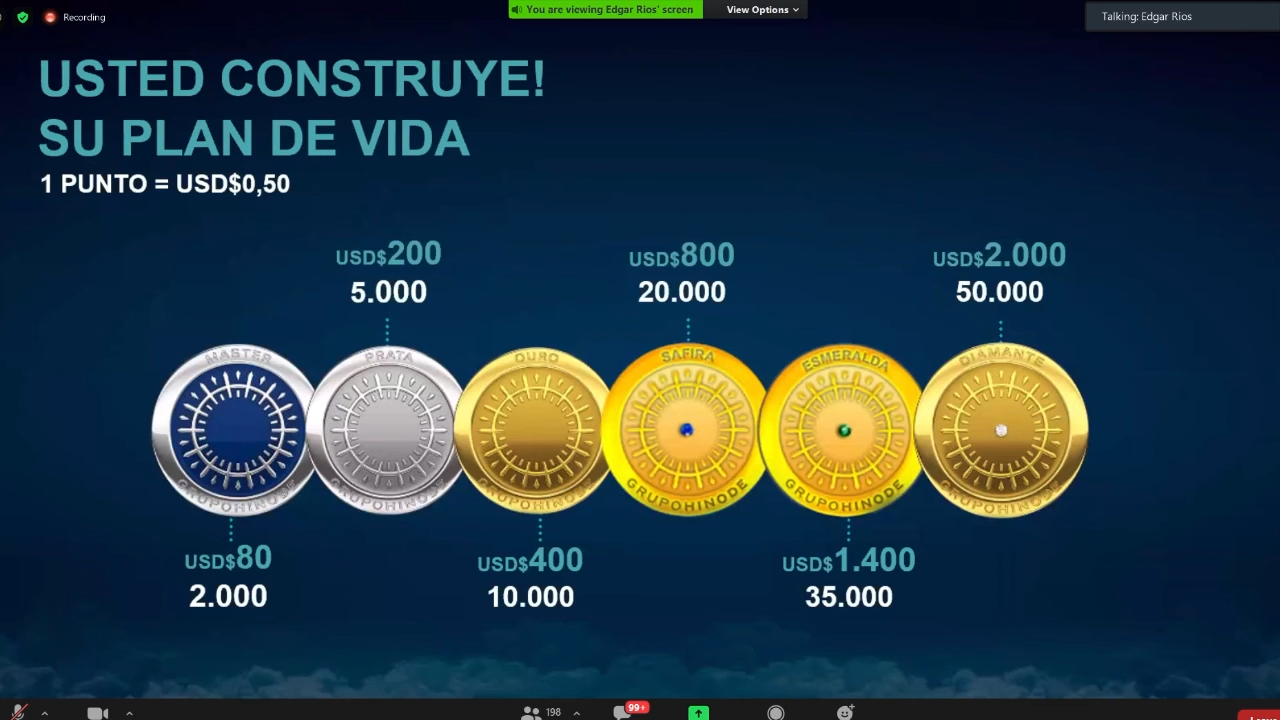 Recording
You are viewing Edgar Rios' screen
View Options
Talking: Edgar Rios
USTED CONSTRUYE!
SU PLAN DE VIDA
1 PUNTO = USD$0,50
USD$200
5.000
USD$800
20.000
USD$2.000
50.000
MASTER
PRATA
OURO
SAFIRA
ESMERALDA
DIAMANTE
GRUPOHINODE
GRUPOHINODE
GRUPOHINODE
GRUPOHINODE
GRUPOHINODE
GRUPOHINODE
USD$80
2.000
USD$400
10.000
USD$1.400
35.000
198
99+